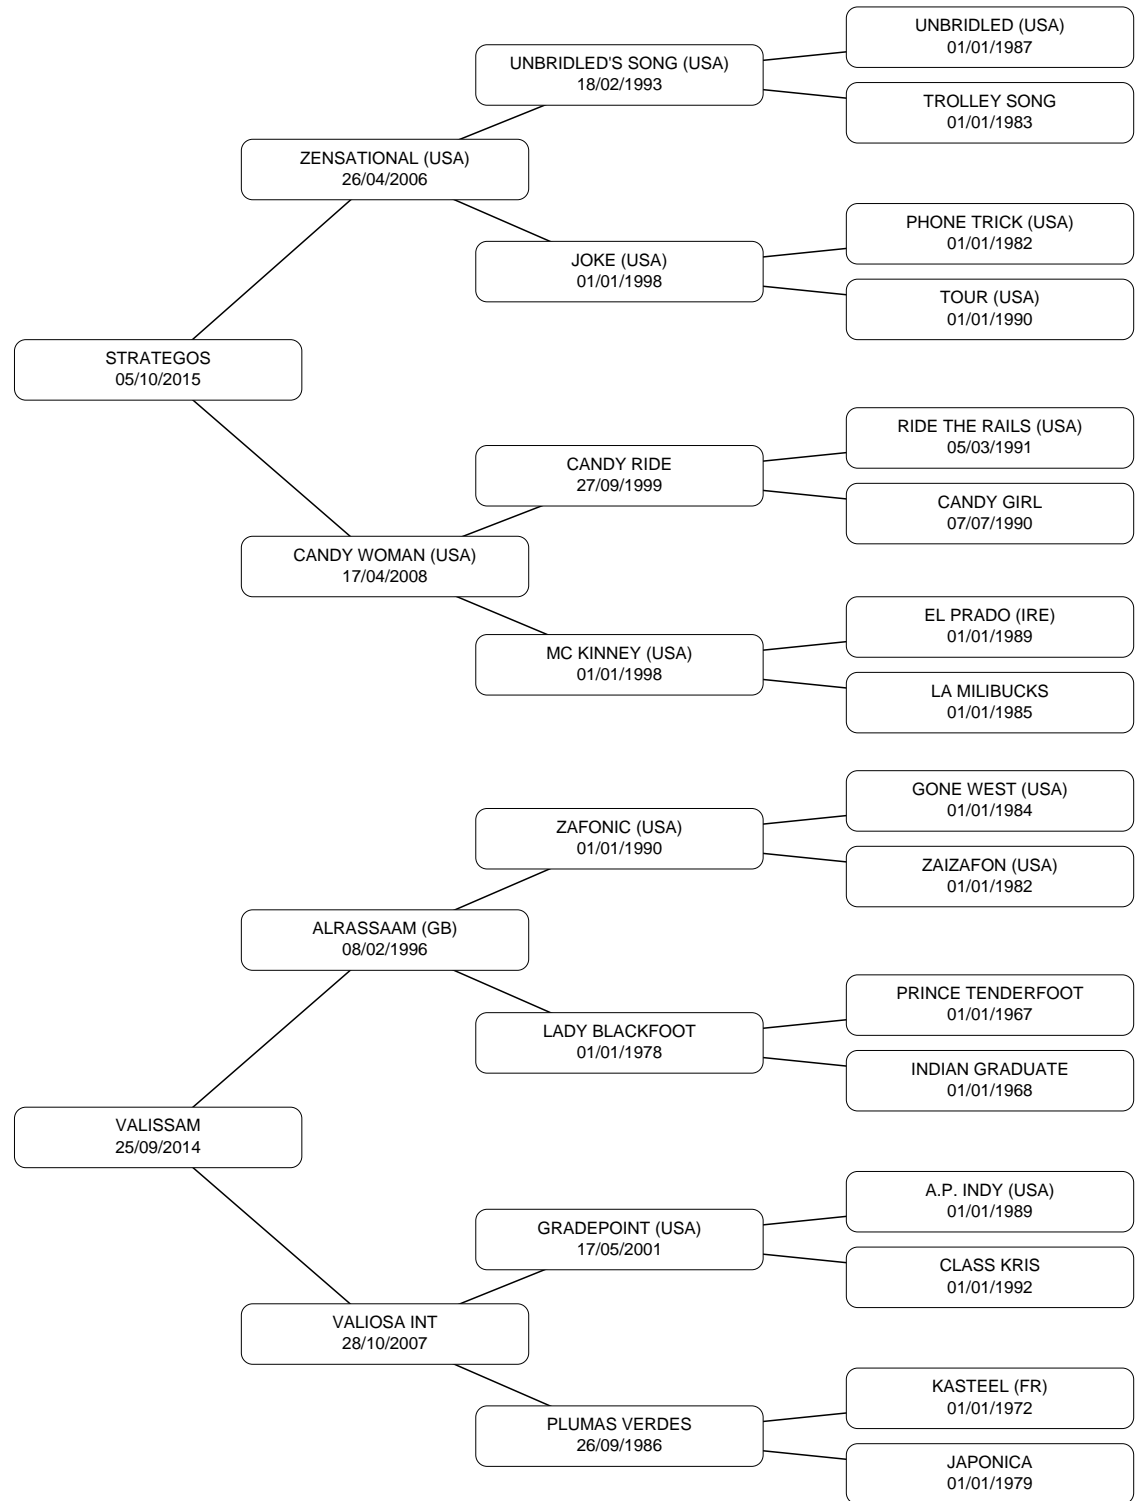 UNBRIDLED (USA)
01/01/1987
UNBRIDLED'S SONG (USA)
18/02/1993
TROLLEY SONG
01/01/1983
ZENSATIONAL (USA)
26/04/2006
PHONE TRICK (USA)
01/01/1982
JOKE (USA)
01/01/1998
TOUR (USA)
01/01/1990
STRATEGOS
05/10/2015
RIDE THE RAILS (USA)
05/03/1991
CANDY RIDE
27/09/1999
CANDY GIRL
07/07/1990
CANDY WOMAN (USA)
17/04/2008
EL PRADO (IRE)
01/01/1989
MC KINNEY (USA)
01/01/1998
LA MILIBUCKS
01/01/1985
GONE WEST (USA)
01/01/1984
ZAFONIC (USA)
01/01/1990
ZAIZAFON (USA)
01/01/1982
ALRASSAAM (GB)
08/02/1996
PRINCE TENDERFOOT
01/01/1967
LADY BLACKFOOT
01/01/1978
INDIAN GRADUATE
01/01/1968
VALISSAM
25/09/2014
A.P. INDY (USA)
01/01/1989
GRADEPOINT (USA)
17/05/2001
CLASS KRIS
01/01/1992
VALIOSA INT
28/10/2007
KASTEEL (FR)
01/01/1972
PLUMAS VERDES
26/09/1986
JAPONICA
01/01/1979